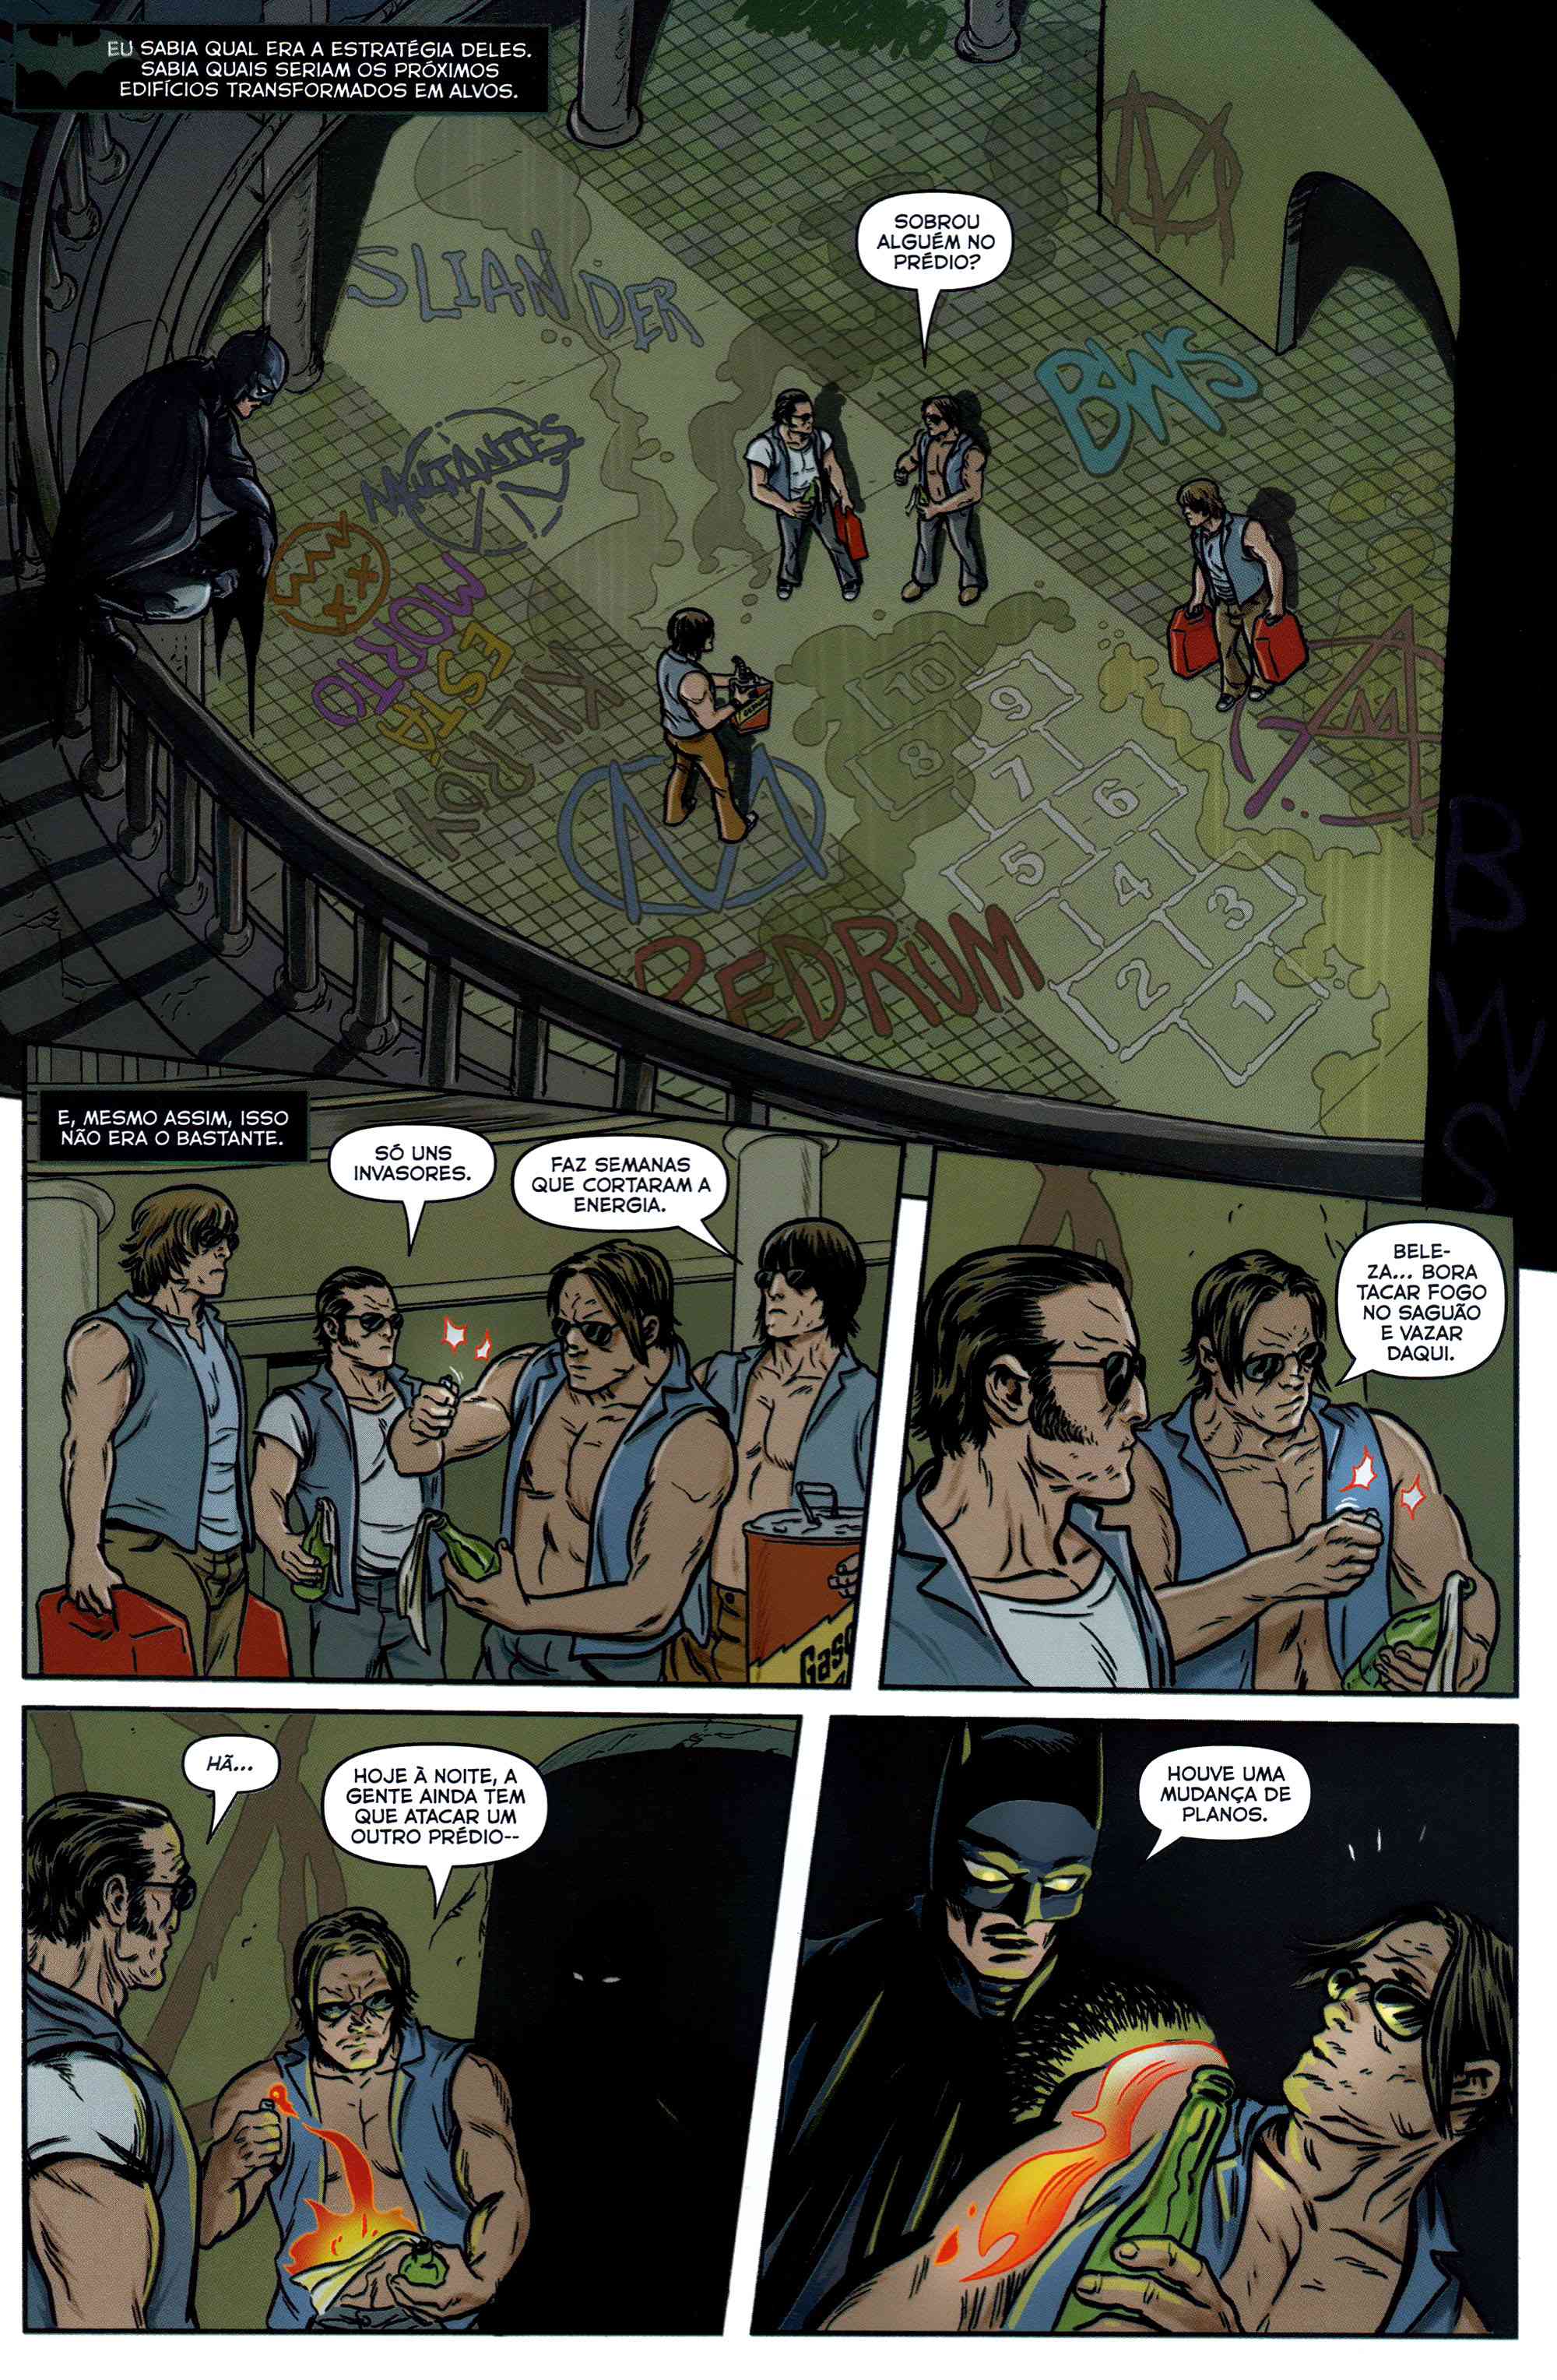 EU SABIA QUAL ERA A ESTRATÉGIA DELES.
SABIA QUAIS SERIAM OS PRÓXIMOS
EDIFÍCIOS TRANSFORMADOS EM ALVOS.
SOBROU
ALGUÉM NO
PRÉDIO?
SLIANDER
BWS
MUTANTES
MORTO
ESTÁ
KILROY
M
AM
10
9
8
7
6
5
4
3
2
1
REDRUM
B
W
S
E, MESMO ASSIM, ISSO
NÃO ERA O BASTANTE.
SÓ UNS
INVASORES.
FAZ SEMANAS
QUE CORTARAM A
ENERGIA.
BELE-
ZA... BORA
TACAR FOGO
NO SAGUÃO
E VAZAR
DAQUI.
HÃ...
HOJE À NOITE, A
GENTE AINDA TEM
QUE ATACAR UM
OUTRO PRÉDIO--
HOUVE UMA
MUDANÇA DE
PLANOS.